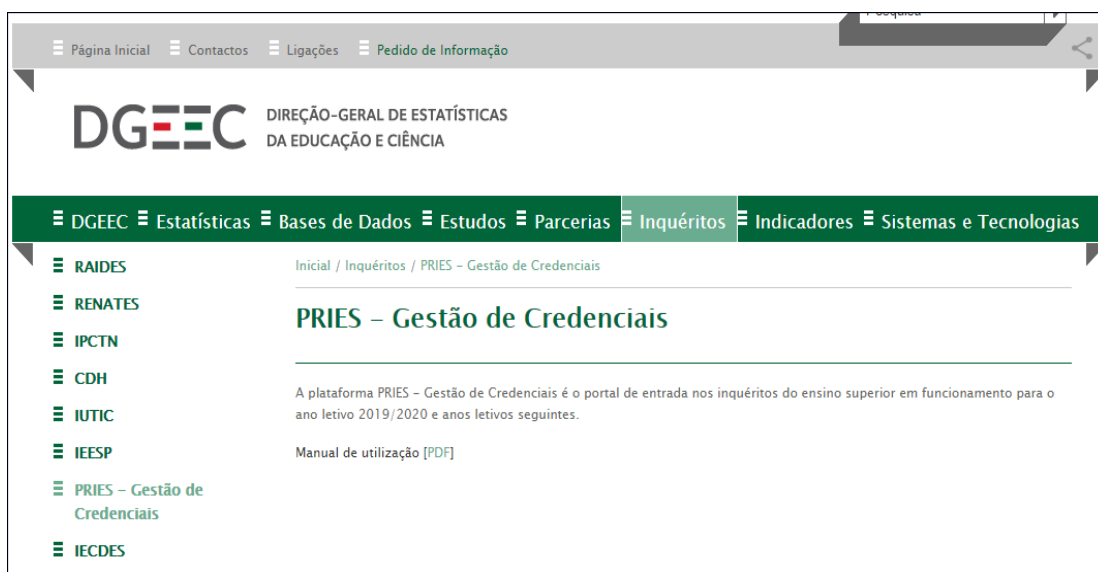 Página Inicial Contactos Ligações Pedido de Informação
DGEEC DIREÇÃO-GERAL DE ESTATÍSTICAS
DA EDUCAÇÃO E CIÊNCIA
DGEEC Estatísticas Bases de Dados Estudos Parcerias Inquéritos Indicadores Sistemas e Tecnologias
RAIDES
RENATES
IPCTN
CDH
IUTIC
IEESP
PRIES – Gestão de
Credenciais
IECDES
Inicial / Inquéritos / PRIES – Gestão de Credenciais
PRIES – Gestão de Credenciais
A plataforma PRIES – Gestão de Credenciais é o portal de entrada nos inquéritos do ensino superior em funcionamento para o
ano letivo 2019/2020 e anos letivos seguintes.
Manual de utilização [PDF]